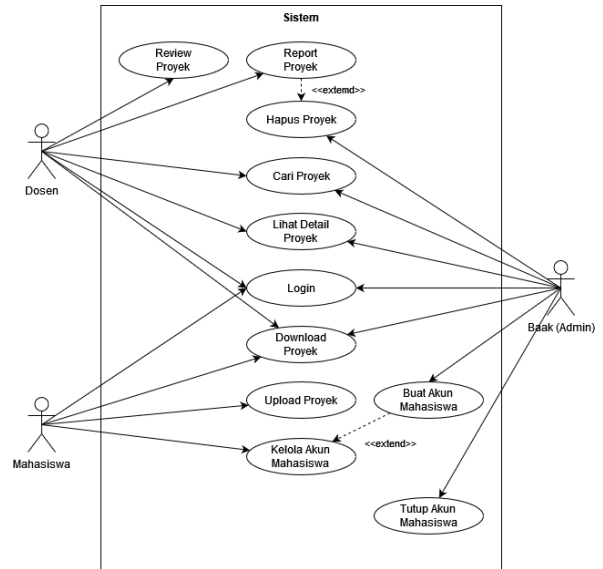 Sistem
Review
Proyek
Report
Proyek
<<extemd>>
Hapus Proyek
Dosen
Cari Proyek
Lihat Detail
Proyek
Login
Baak (Admin)
Download
Proyek
Buat Akun
Mahasiswa
Upload Proyek
Mahasiswa
<<extend>>
Kelola Akun
Mahasiswa
Tutup Akun
Mahasiswa